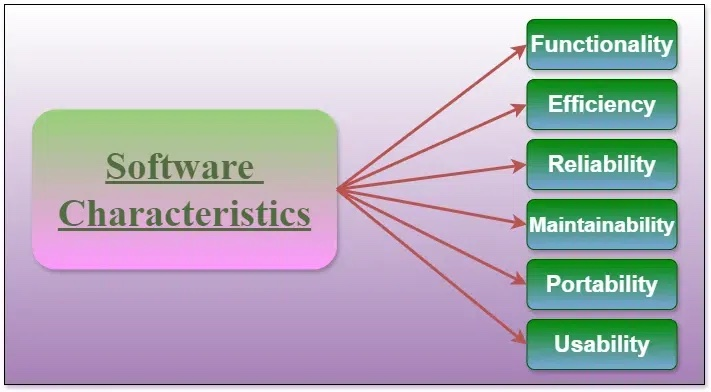 Software
Characteristics
Functionality
Efficiency
Reliability
Maintainability
Portability
Usability